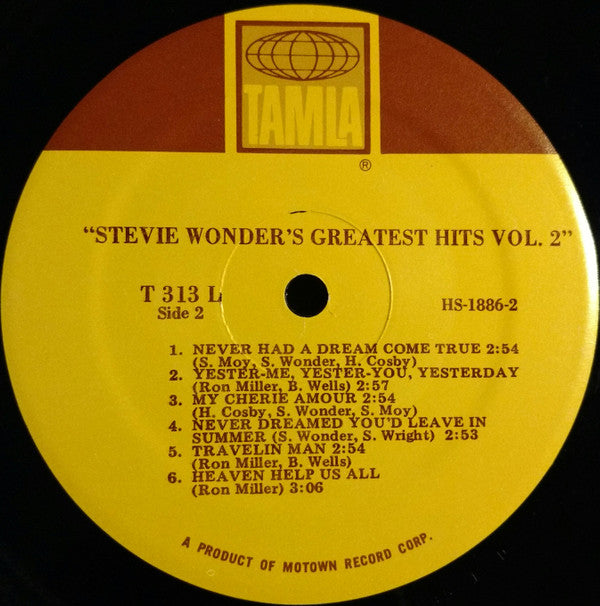 TAMLA
®
"STEVIE WONDER'S GREATEST HITS VOL. 2"
T 313 L
Side 2
HS-1886-2
1. NEVER HAD A DREAM COME TRUE 2:54
(S. Moy, S. Wonder, H. Cosby)
2. YESTER-ME, YESTER-YOU, YESTERDAY
(Ron Miller, B. Wells) 2:57
3. MY CHERIE AMOUR 2:54
(H. Cosby, S. Wonder, S. Moy)
4. NEVER DREAMED YOU'D LEAVE IN
SUMMER (S. Wonder, S. Wright) 2:53
5. TRAVELIN MAN 2:54
(Ron Miller, B. Wells)
6. HEAVEN HELP US ALL
(Ron Miller) 3:06
A PRODUCT OF MOTOWN RECORD CORP.